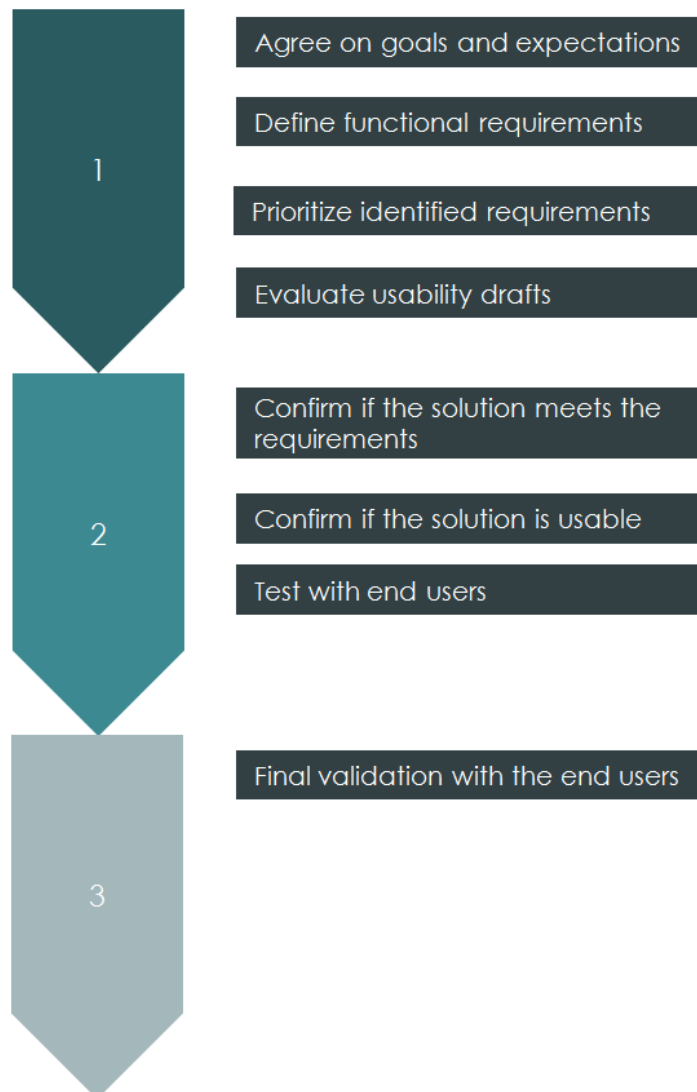 Agree on goals and expectations
Define functional requirements
1
Prioritize identified requirements
Evaluate usability drafts
Confirm if the solution meets the
requirements
2
Confirm if the solution is usable
Test with end users
Final validation with the end users
3